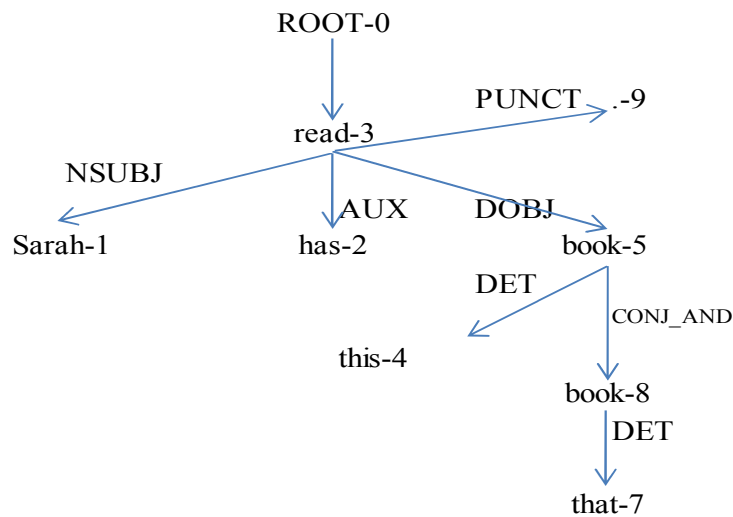 ROOT-0
PUNCT .-9
read-3
NSUBJ
AUX DOBJ
Sarah-1 has-2 book-5
DET
CONJ_AND
this-4
book-8
DET
that-7